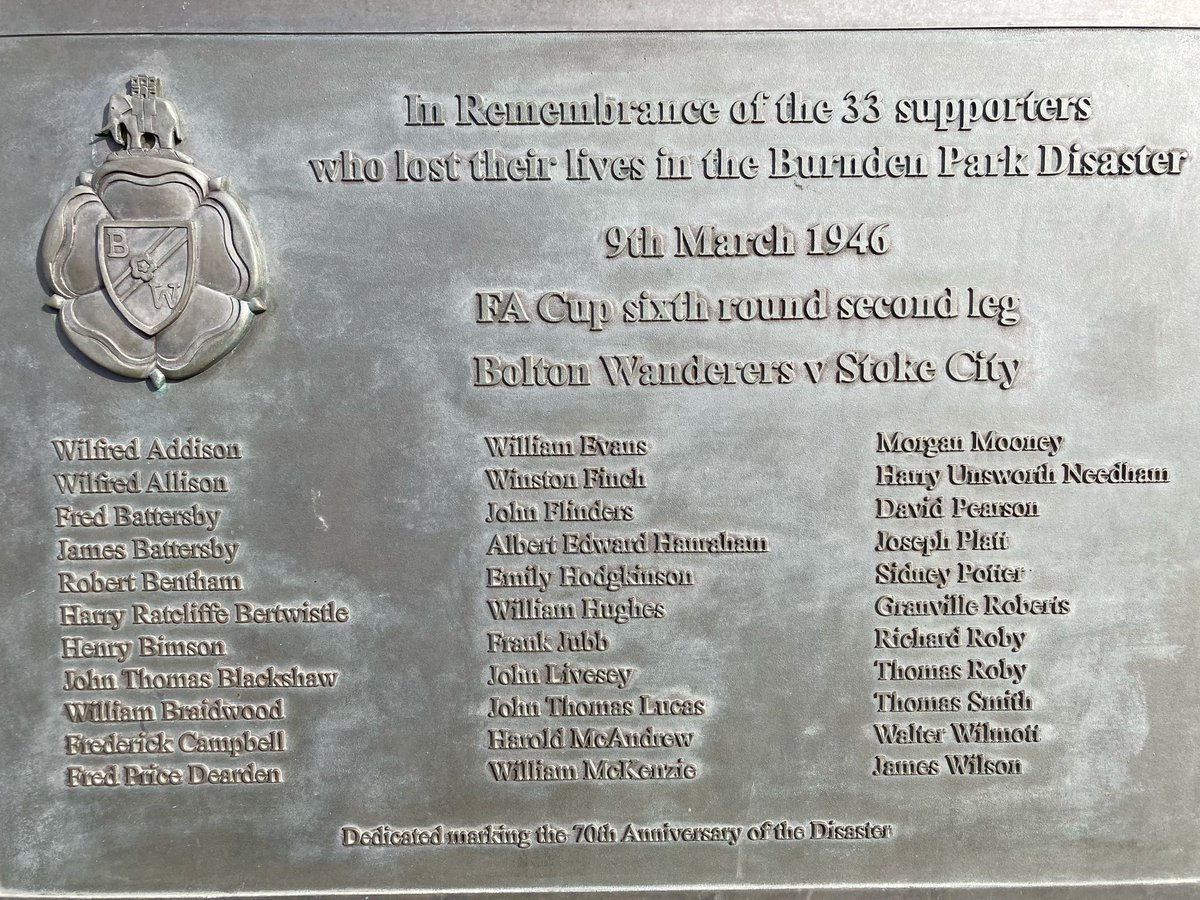 In Remembrance of the 33 supporters
who lost their lives in the Burnden Park Disaster
9th March 1946
FA Cup sixth round second leg
Bolton Wanderers v Stoke City
B
W
Wilfred Addison
Wilfred Allison
Fred Battersby
James Battersby
Robert Bentham
Harry Ratcliffe Bertwistle
Henry Bimson
John Thomas Blackshaw
William Braidwood
Frederick Campbell
Fred Price Dearden
William Evans
Winston Finch
John Flinders
Albert Edward Hanraham
Emily Hodgkinson
William Hughes
Frank Jubb
John Livesey
John Thomas Lucas
Harold McAndrew
William McKenzie
Morgan Mooney
Harry Unsworth Needham
David Pearson
Joseph Platt
Sidney Potter
Granville Roberts
Richard Roby
Thomas Roby
Thomas Smith
Walter Wilmott
James Wilson
Dedicated marking the 70th Anniversary of the Disaster